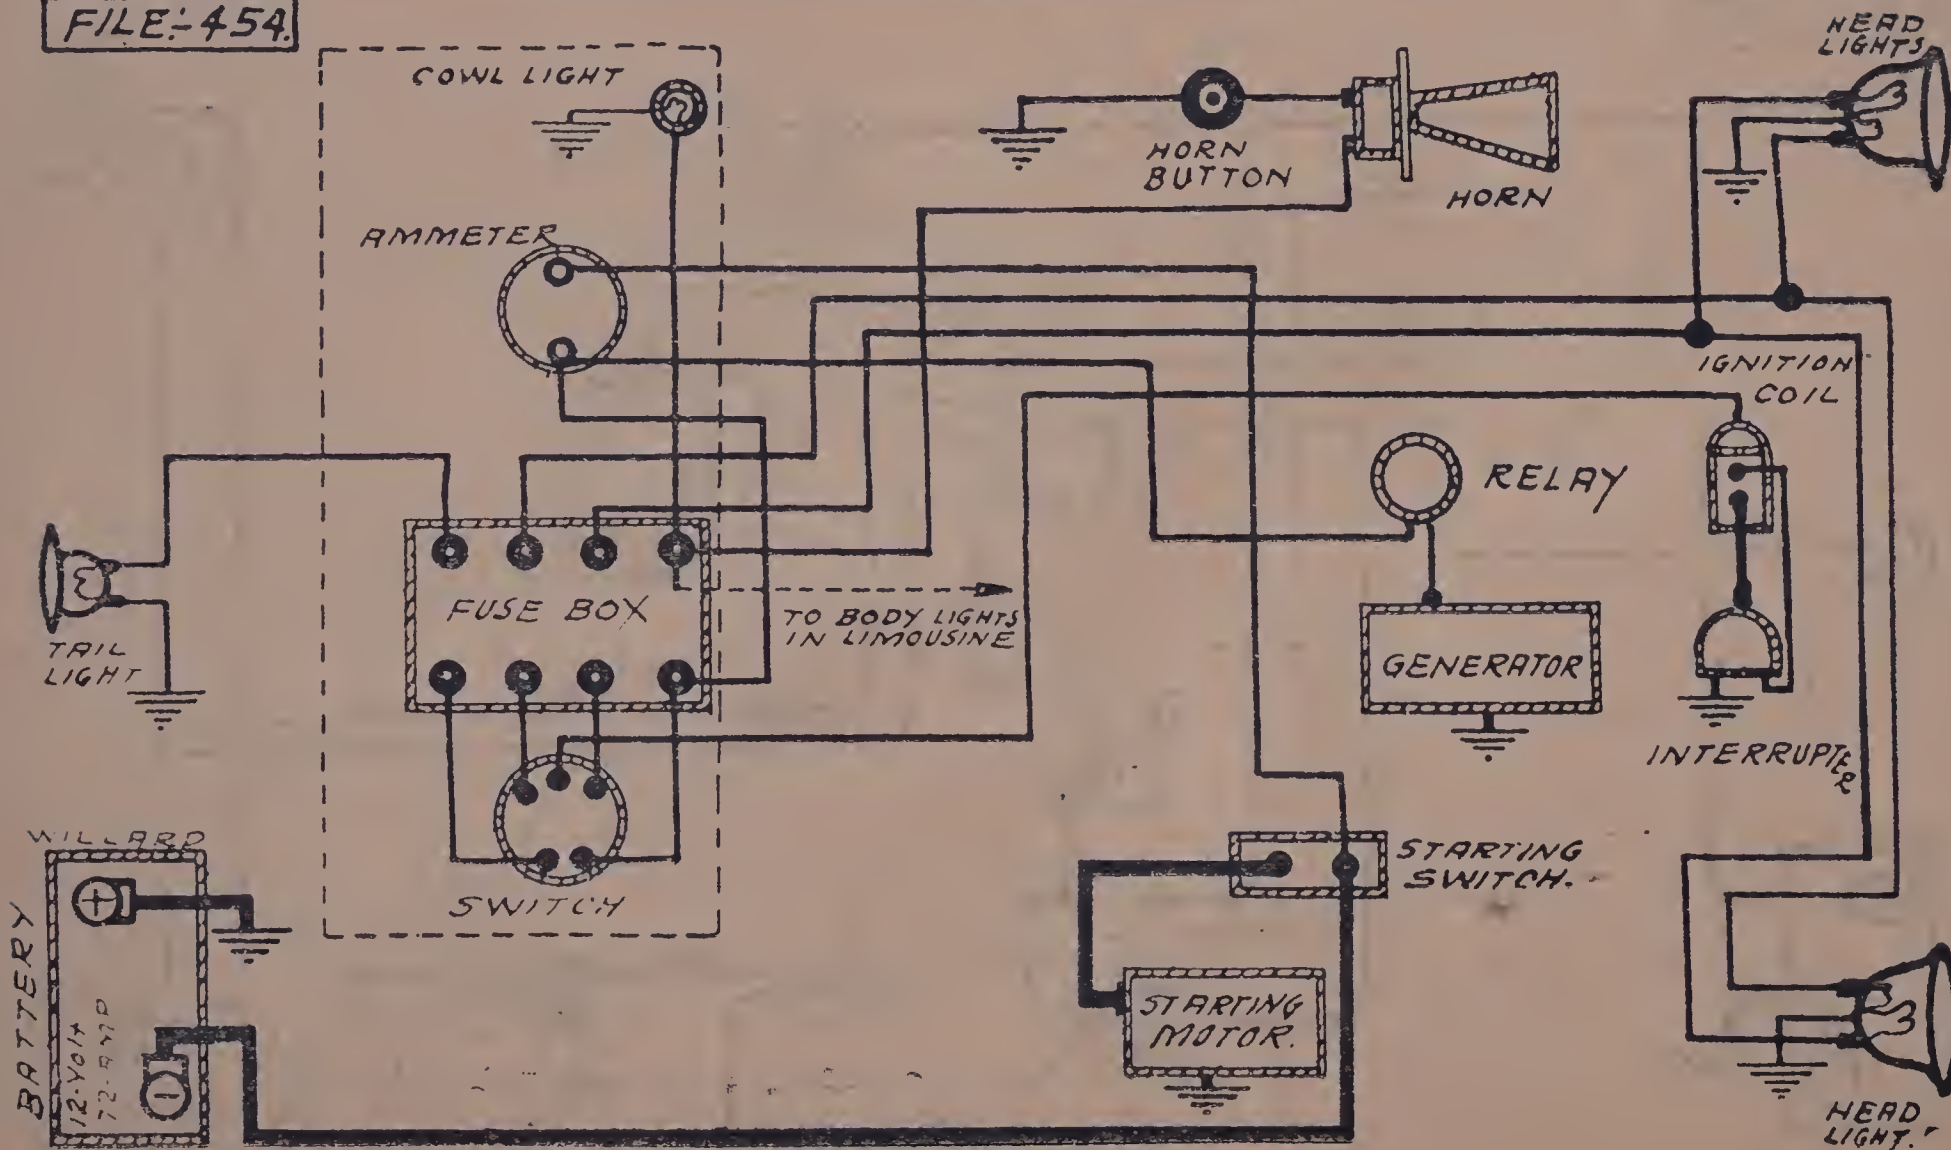 FILE:-454.
COWL LIGHT
HEAD
LIGHTS
HORN
BUTTON
HORN
AMMETER
IGNITION
COIL
RELAY
FUSE BOX
TO BODY LIGHTS
IN LIMOUSINE
TAIL
LIGHT
GENERATOR
INTERRUPTER
WILLARD
BATTERY
12-VOLT
72-AMP
+
-
SWITCH
STARTING
SWITCH.
STARTING
MOTOR.
HEAD
LIGHT.